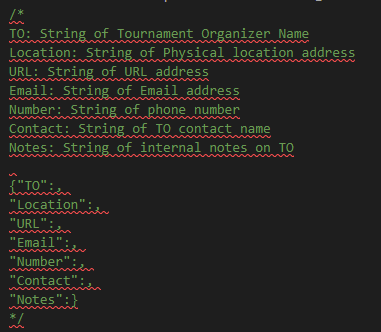 /*
TO: String of Tournament Organizer Name
Location: String of Physical location address
URL: String of URL address
Email: String of Email address
Number: String of phone number
Contact: String of TO contact name
Notes: String of internal notes on TO
{"TO":,
"Location":,
"URL":,
"Email":,
"Number":,
"Contact":,
"Notes":}
*/